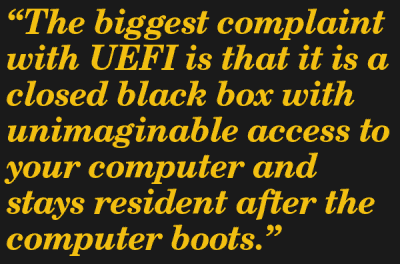 “The biggest complaint
with UEFI is that it is a
closed black box with
unimaginable access to
your computer and
stays resident after the
computer boots.”